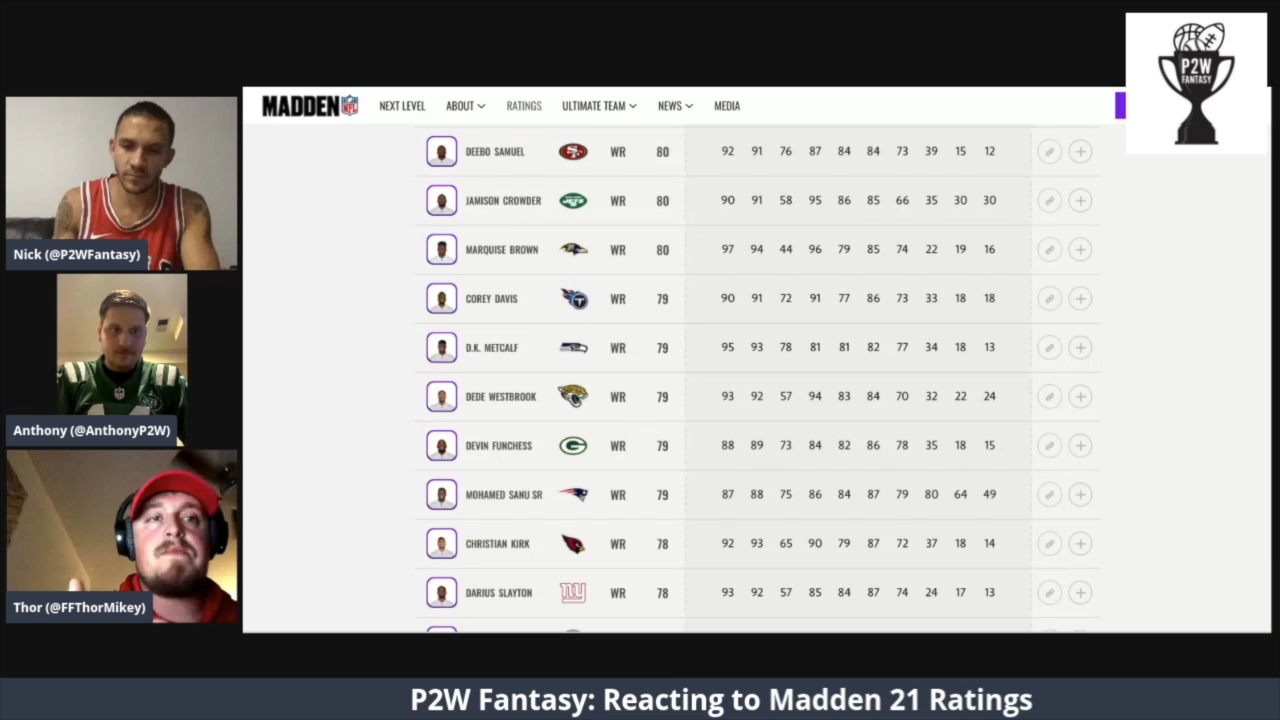 P2W
FANTASY
MADDEN NFL NEXT LEVEL ABOUT RATINGS ULTIMATE TEAM NEWS MEDIA
DEEBO SAMUEL WR 80 92 91 76 87 84 84 73 39 15 12
JAMISON CROWDER WR 80 90 91 58 95 86 85 66 35 30 30
MARQUISE BROWN WR 80 97 94 44 96 79 85 74 22 19 16
COREY DAVIS WR 79 90 91 72 91 77 86 73 33 18 18
D.K. METCALF WR 79 95 93 78 81 81 82 77 34 18 13
DEDE WESTBROOK WR 79 93 92 57 94 83 84 70 32 22 24
DEVIN FUNCHESS WR 79 88 89 73 84 82 86 78 35 18 15
MOHAMED SANU SR WR 79 87 88 75 86 84 87 79 80 64 49
CHRISTIAN KIRK WR 78 92 93 65 90 79 87 72 37 18 14
DARIUS SLAYTON WR 78 93 92 57 85 84 87 74 24 17 13
Nick (@P2WFantasy)
Anthony (@AnthonyP2W)
Thor (@FFThorMikey)
P2W Fantasy: Reacting to Madden 21 Ratings